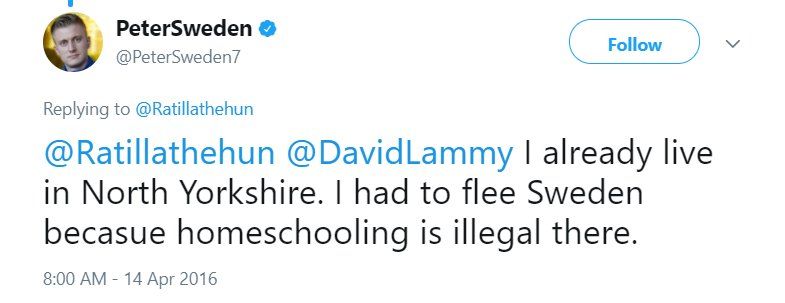 PeterSweden
@PeterSweden7
Follow
Replying to @Ratillathehun
@Ratillathehun @DavidLammy I already live
in North Yorkshire. I had to flee Sweden
becasue homeschooling is illegal there.
8:00 AM - 14 Apr 2016